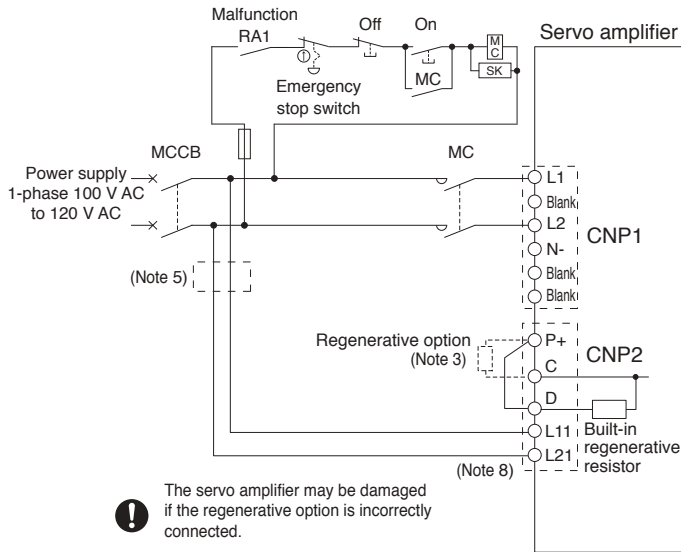 Malfunction
RA1
Off
On
MC
SK
MC
Emergency
stop switch
Servo amplifier
Power supply
1-phase 100 V AC
to 120 V AC
MCCB
MC
L1
Blank
L2
N-
Blank
Blank
CNP1
(Note 5)
Regenerative option
(Note 3)
P+
C
D
L11
L21
CNP2
Built-in
regenerative
resistor
(Note 8)
The servo amplifier may be damaged
if the regenerative option is incorrectly
connected.